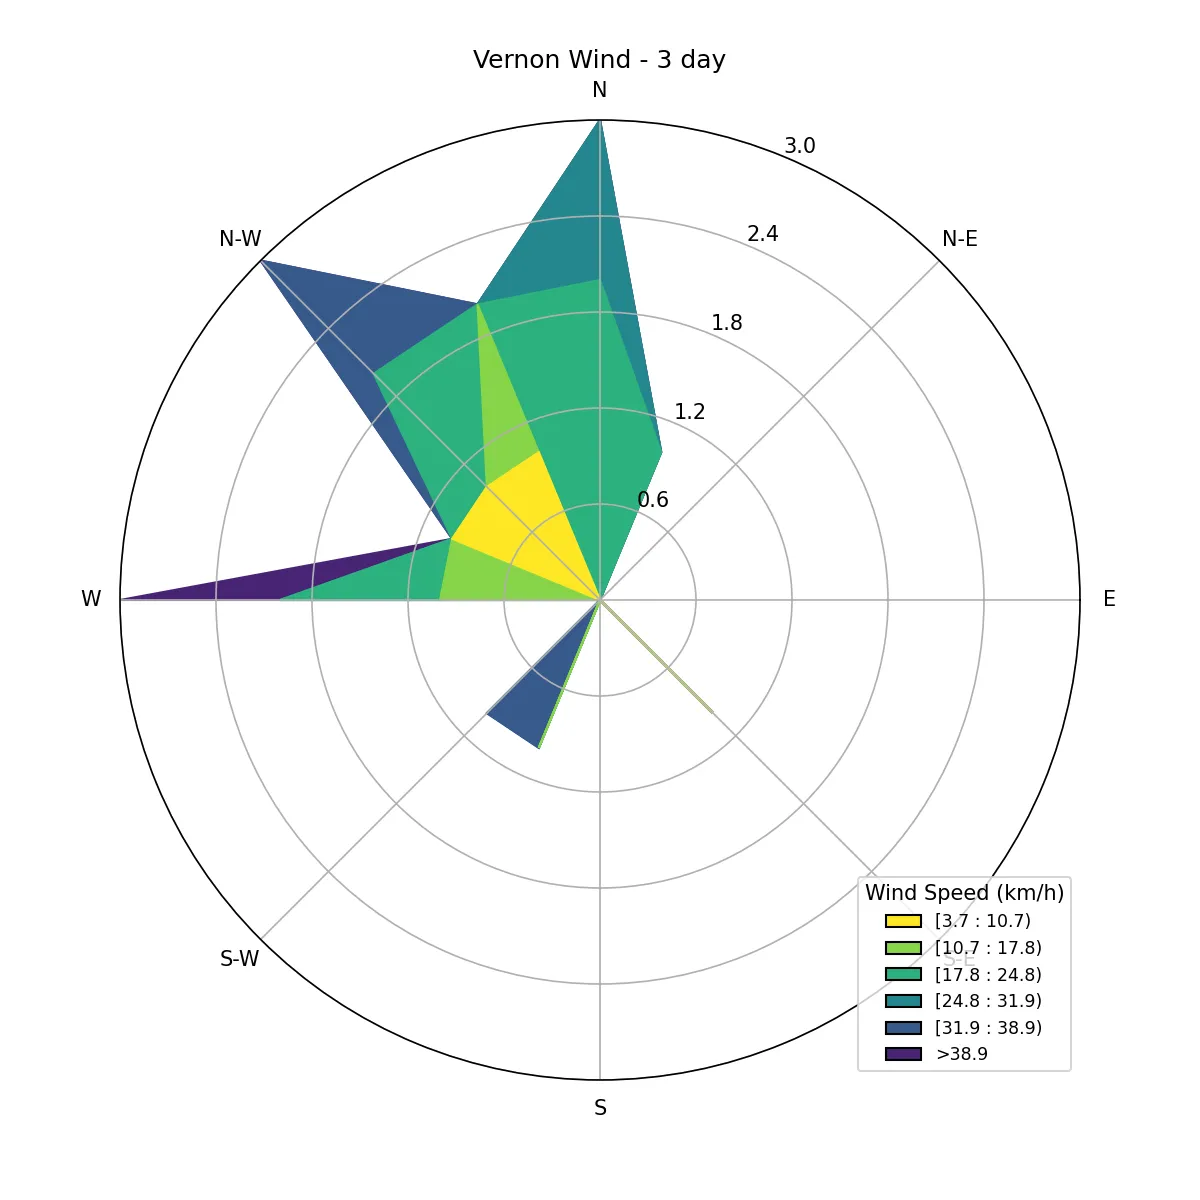 Vernon Wind - 3 day
N
3.0
N-W
N-E
2.4
1.8
1.2
0.6
W
E
Wind Speed (km/h)
[3.7 : 10.7)
[10.7 : 17.8)
[17.8 : 24.8)
[24.8 : 31.9)
[31.9 : 38.9)
>38.9
S-W
S-E
S